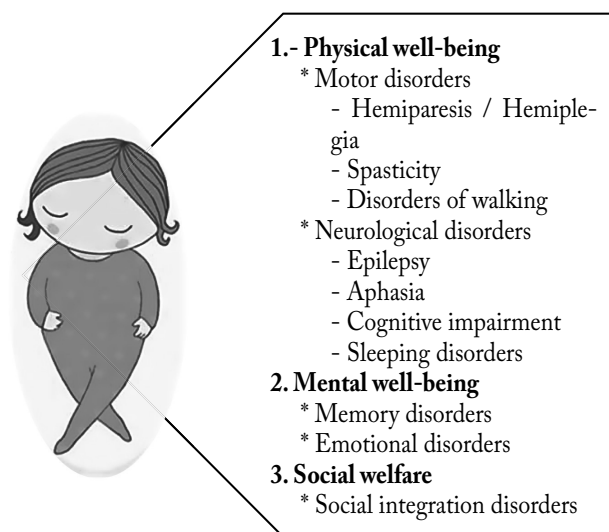 1.- Physical well-being
* Motor disorders
- Hemiparesis / Hemiple-
gia
- Spasticity
- Disorders of walking
* Neurological disorders
- Epilepsy
- Aphasia
- Cognitive impairment
- Sleeping disorders
2. Mental well-being
* Memory disorders
* Emotional disorders
3. Social welfare
* Social integration disorders